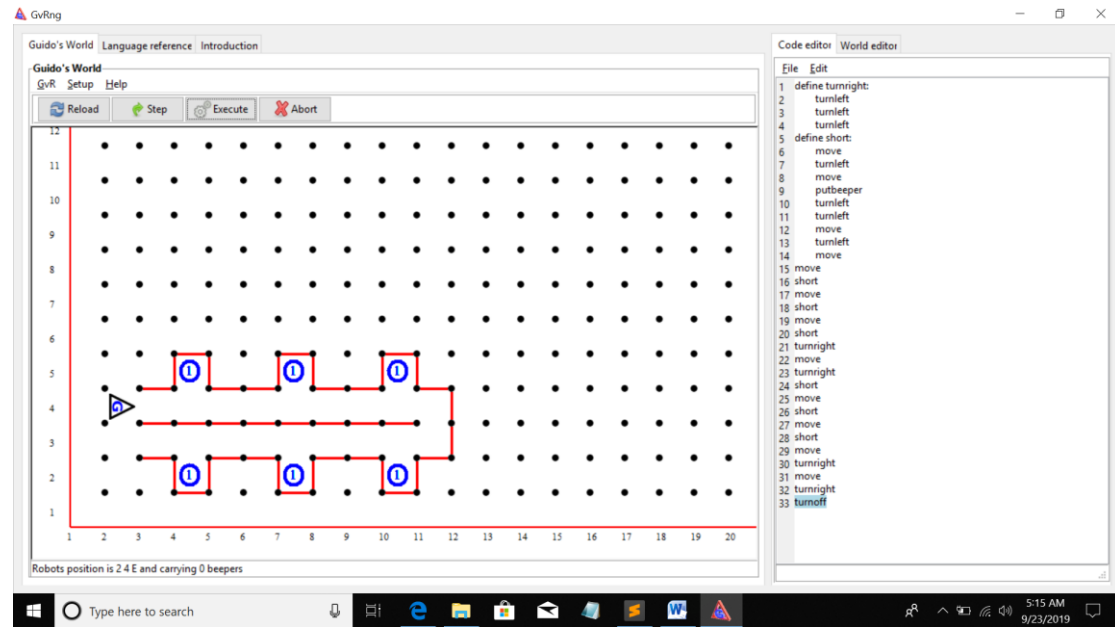 GvRng
Guido's World Language reference Introduction
Guido's World
GvR Setup Help
Reload Step Execute Abort
12
11
10
9
8
7
6
5
4
3
2
1
1 2 3 4 5 6 7 8 9 10 11 12 13 14 15 16 17 18 19 20
1 1 1
G
1 1 1
Robots position is 2 4 E and carrying 0 beepers
Code editor World editor
File Edit
1 define turnright:
2 turnleft
3 turnleft
4 turnleft
5 define short:
6 move
7 turnleft
8 move
9 putbeeper
10 turnleft
11 turnleft
12 move
13 turnleft
14 move
15 move
16 short
17 move
18 short
19 move
20 short
21 turnright
22 move
23 turnright
24 short
25 move
26 short
27 move
28 short
29 move
30 turnright
31 move
32 turnright
33 turnoff
Type here to search
5:15 AM
9/23/2019